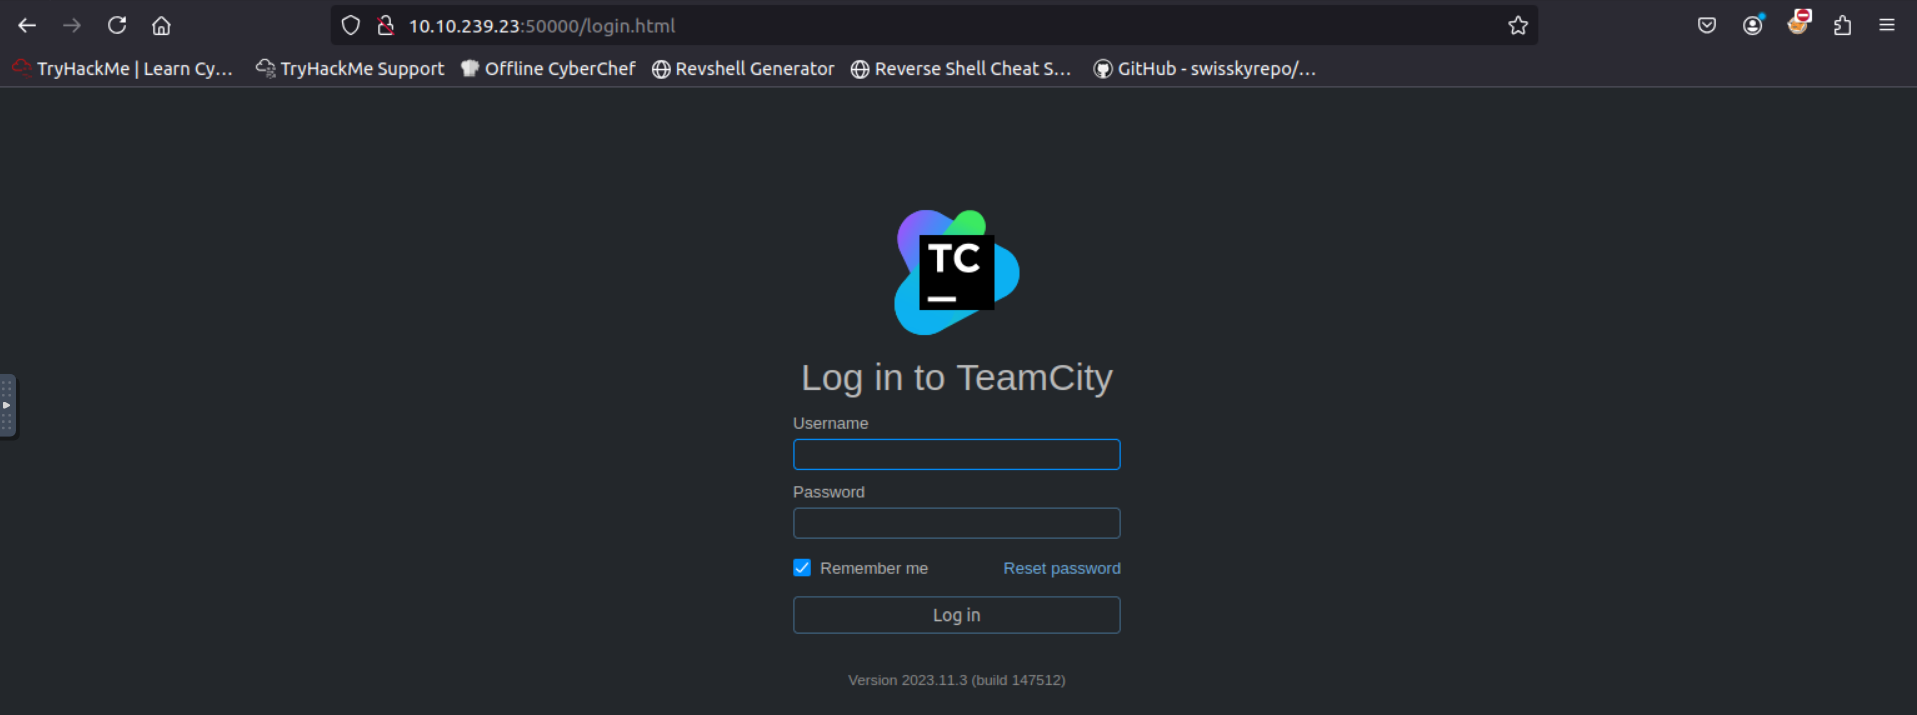 10.10.239.23:50000/login.html
TryHackMe | Learn Cy... TryHackMe Support Offline CyberChef Revshell Generator Reverse Shell Cheat S... GitHub - swisskyrepo/...
TC
Log in to TeamCity
Username
Password
Remember me Reset password
Log in
Version 2023.11.3 (build 147512)